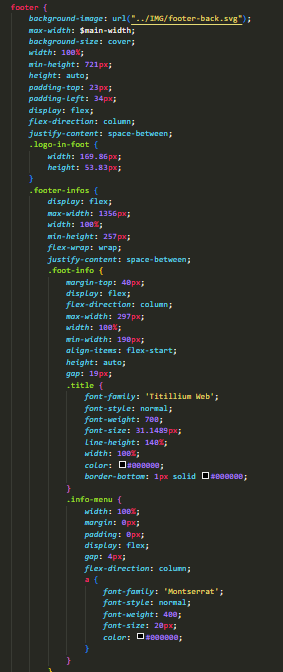 footer {
background-image: url("../IMG/footer-back.svg");
max-width: $main-width;
background-size: cover;
width: 100%;
min-height: 721px;
height: auto;
padding-top: 23px;
padding-left: 34px;
display: flex;
flex-direction: column;
justify-content: space-between;
.logo-in-foot {
width: 169.86px;
height: 53.83px;
}
.footer-infos {
display: flex;
max-width: 1356px;
width: 100%;
min-height: 257px;
flex-wrap: wrap;
justify-content: space-between;
.foot-info {
margin-top: 40px;
display: flex;
flex-direction: column;
max-width: 297px;
width: 100%;
min-width: 190px;
align-items: flex-start;
height: auto;
gap: 19px;
.title {
font-family: 'Titillium Web';
font-style: normal;
font-weight: 700;
font-size: 31.1489px;
line-height: 140%;
width: 100%;
color: #000000;
border-bottom: 1px solid #000000;
}
.info-menu {
width: 100%;
margin: 0px;
padding: 0px;
display: flex;
gap: 4px;
flex-direction: column;
a {
font-family: 'Montserrat';
font-style: normal;
font-weight: 400;
font-size: 20px;
color: #000000;
}
}
}